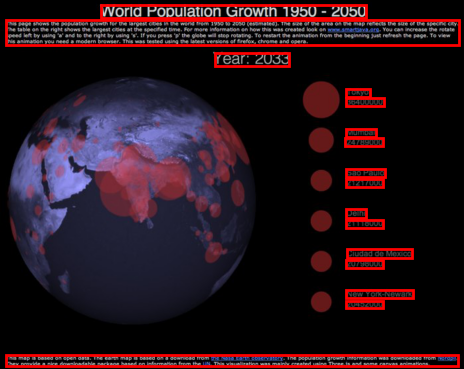 World Population Growth 1950 - 2050
This page shows the population growth for the largest cities in the world from 1950 to 2050 (estimated). The size of the area on the map reflects the size of the specific city.
The table on the right shows the largest cities at the specified time. For more information on how this was created look on www.smartjava.org. You can increase the rotate
speed left by using 'a' and to the right by using 's'. If you press 'p' the globe will stop rotating. To restart the animation from the beginning just refresh the page. To view
this animation you need a modern browser. This was tested using the latest versions of firefox, chrome and opera.
Year: 2033
Tokyo
Mumbai
Sao Paulo
Delhi
Ciudad de Mexico
New York-Newark
This map is based on open data. The earth map is based on a download from the Nasa Earth Observatory. The population growth information was downloaded from
They provide a nice downloadable package based on information from the UN. This visualisation was mainly created using Three.js and some canvas animations.